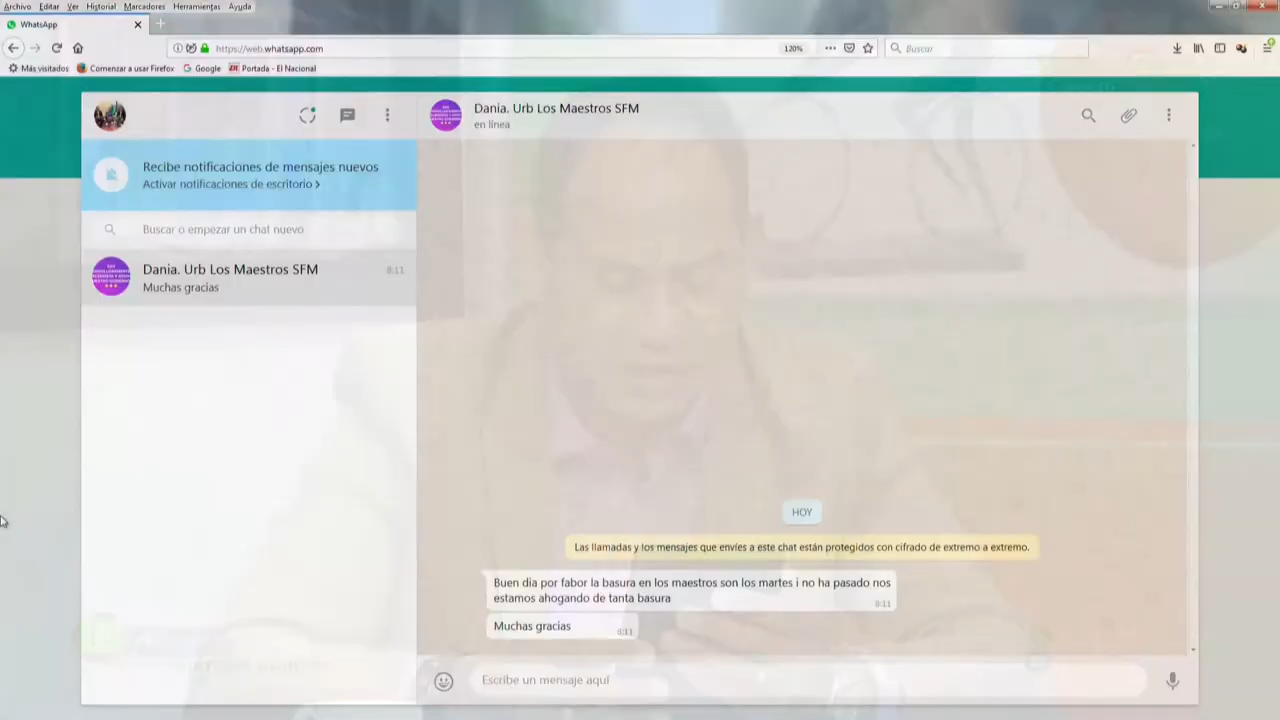 Archivo Editar Ver Historial Marcadores Herramientas Ayuda
WhatsApp
https://web.whatsapp.com
120%
Buscar
Más visitados Comenzar a usar Firefox Google Portada - El Nacional
Dania. Urb Los Maestros SFM
en línea
Recibe notificaciones de mensajes nuevos
Activar notificaciones de escritorio >
Buscar o empezar un chat nuevo
Dania. Urb Los Maestros SFM 8:11
Muchas gracias
HOY
Las llamadas y los mensajes que envíes a este chat están protegidos con cifrado de extremo a extremo.
Buen dia por fabor la basura en los maestros son los martes i no ha pasado nos
estamos ahogando de tanta basura
8:11
Muchas gracias
8:11
Escribe un mensaje aquí